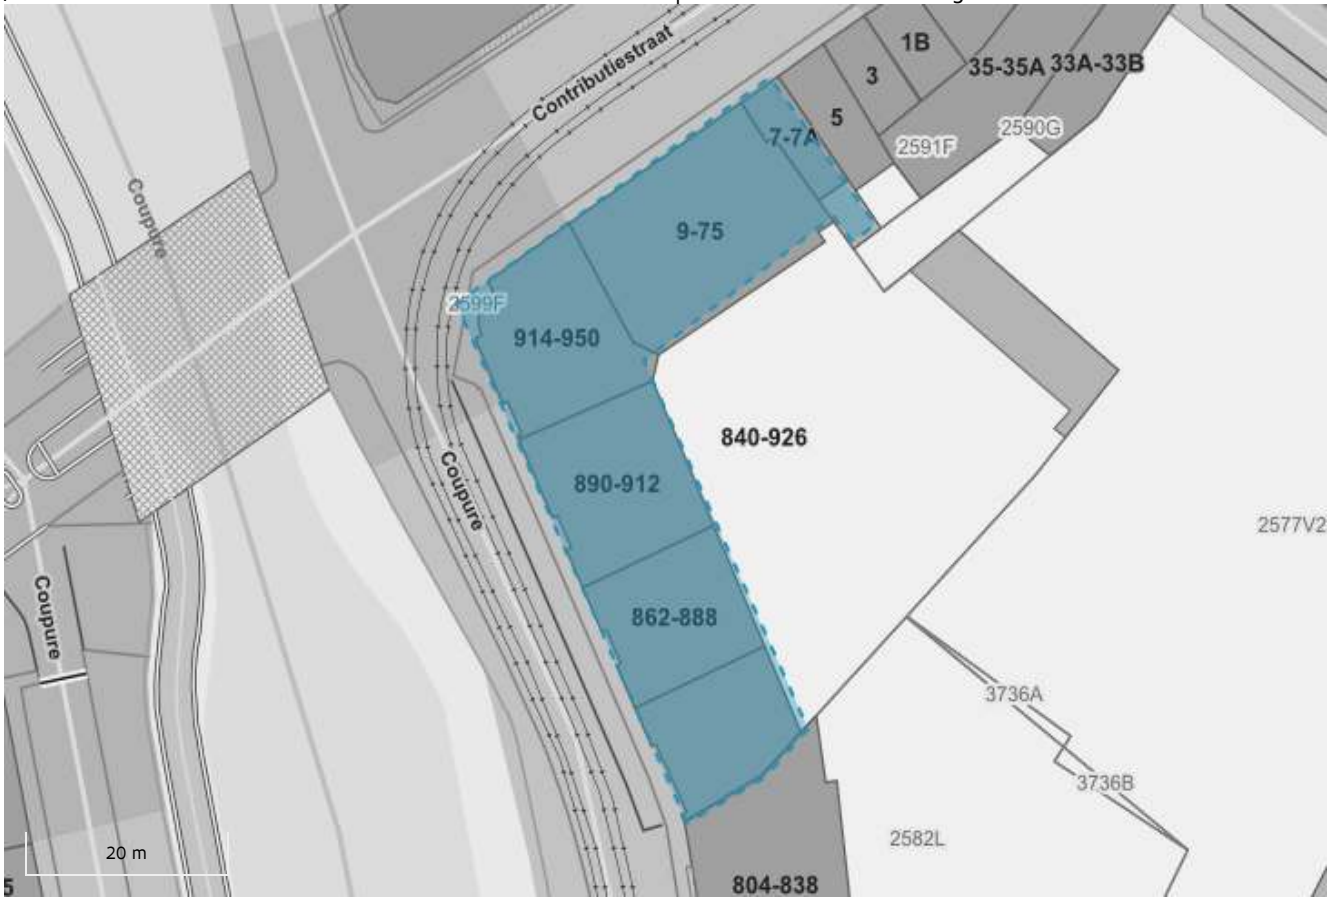 Contributiestraat
1B
35-35A
33A-33B
3
5
7-7A
2590G
2591F
Coupure
9-75
2599F
914-950
840-926
890-912
Coupure
2577V2
Coupure
862-888
3736A
3736B
2582L
20 m
5
804-838